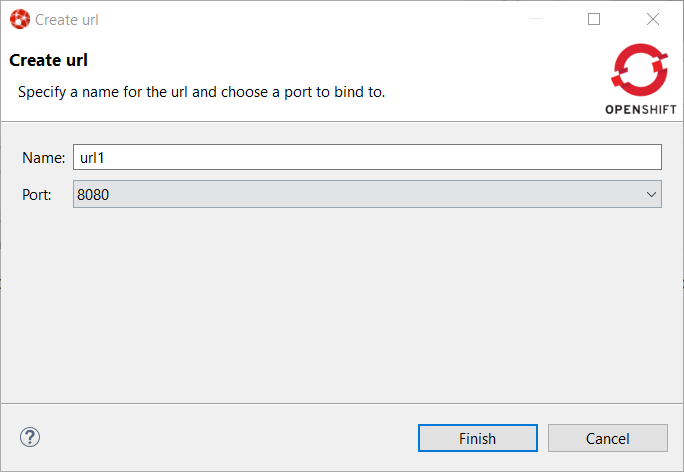 Create url
Create url
Specify a name for the url and choose a port to bind to.
OPENSHIFT
Name: url1
Port: 8080
?
Finish Cancel